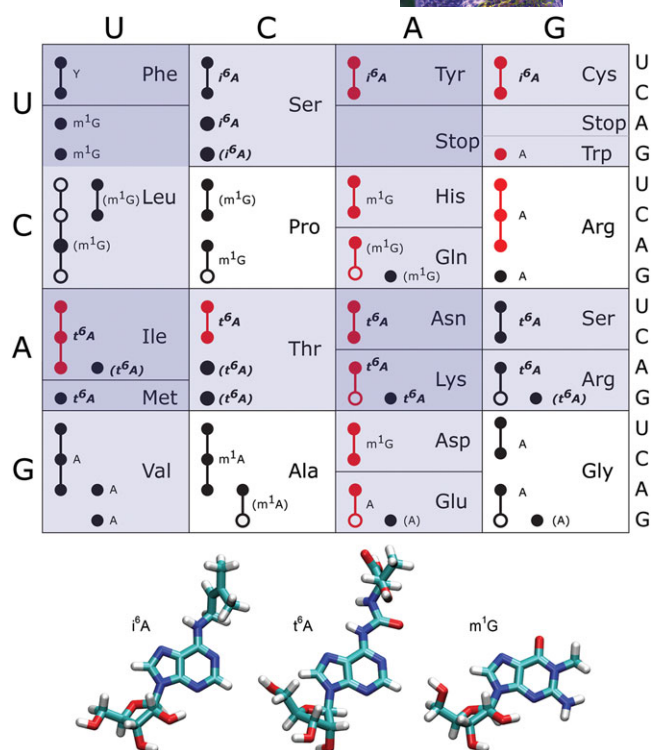 U C A G
U Y Phe i⁶A Ser i⁶A Tyr i⁶A Cys U
C
m¹G i⁶A Stop Stop A
m¹G (i⁶A) A Trp G
C (m¹G) Leu (m¹G) Pro m¹G His A Arg U
C
(m¹G) m¹G (m¹G) Gln (m¹G) A
A G
A t⁶A Ile t⁶A Thr t⁶A Asn t⁶A Ser U
C
(t⁶A) (t⁶A) t⁶A Lys t⁶A t⁶A Arg (t⁶A) A
t⁶A Met (t⁶A) G
G A Val m¹A Ala m¹G Asp A Gly U
C
A (m¹A) A Glu (A) A (A) A
A G
i⁶A t⁶A m¹G